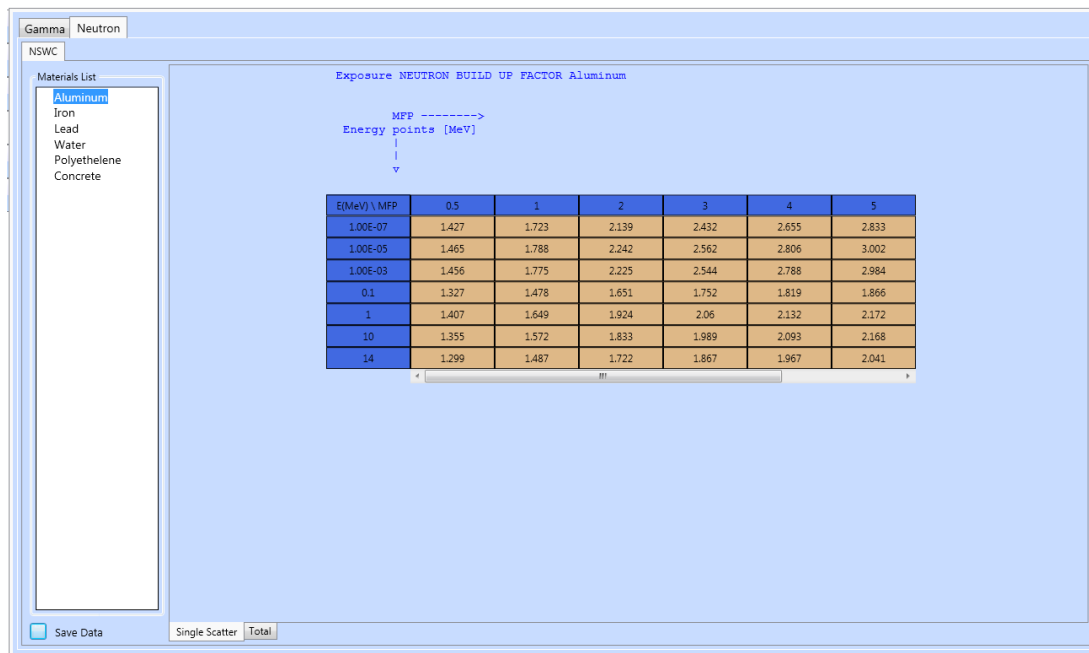 Gamma Neutron
NSWC
Materials List
Aluminum
Iron
Lead
Water
Polyethelene
Concrete
Exposure NEUTRON BUILD UP FACTOR Aluminum
MFP -------->
Energy points [MeV]
E(MeV) \ MFP 0.5 1 2 3 4 5
1.00E-07 1.427 1.723 2.139 2.432 2.655 2.833
1.00E-05 1.465 1.788 2.242 2.562 2.806 3.002
1.00E-03 1.456 1.775 2.225 2.544 2.788 2.984
0.1 1.327 1.478 1.651 1.752 1.819 1.866
1 1.407 1.649 1.924 2.06 2.132 2.172
10 1.355 1.572 1.833 1.989 2.093 2.168
14 1.299 1.487 1.722 1.867 1.967 2.041
Save Data
Single Scatter Total